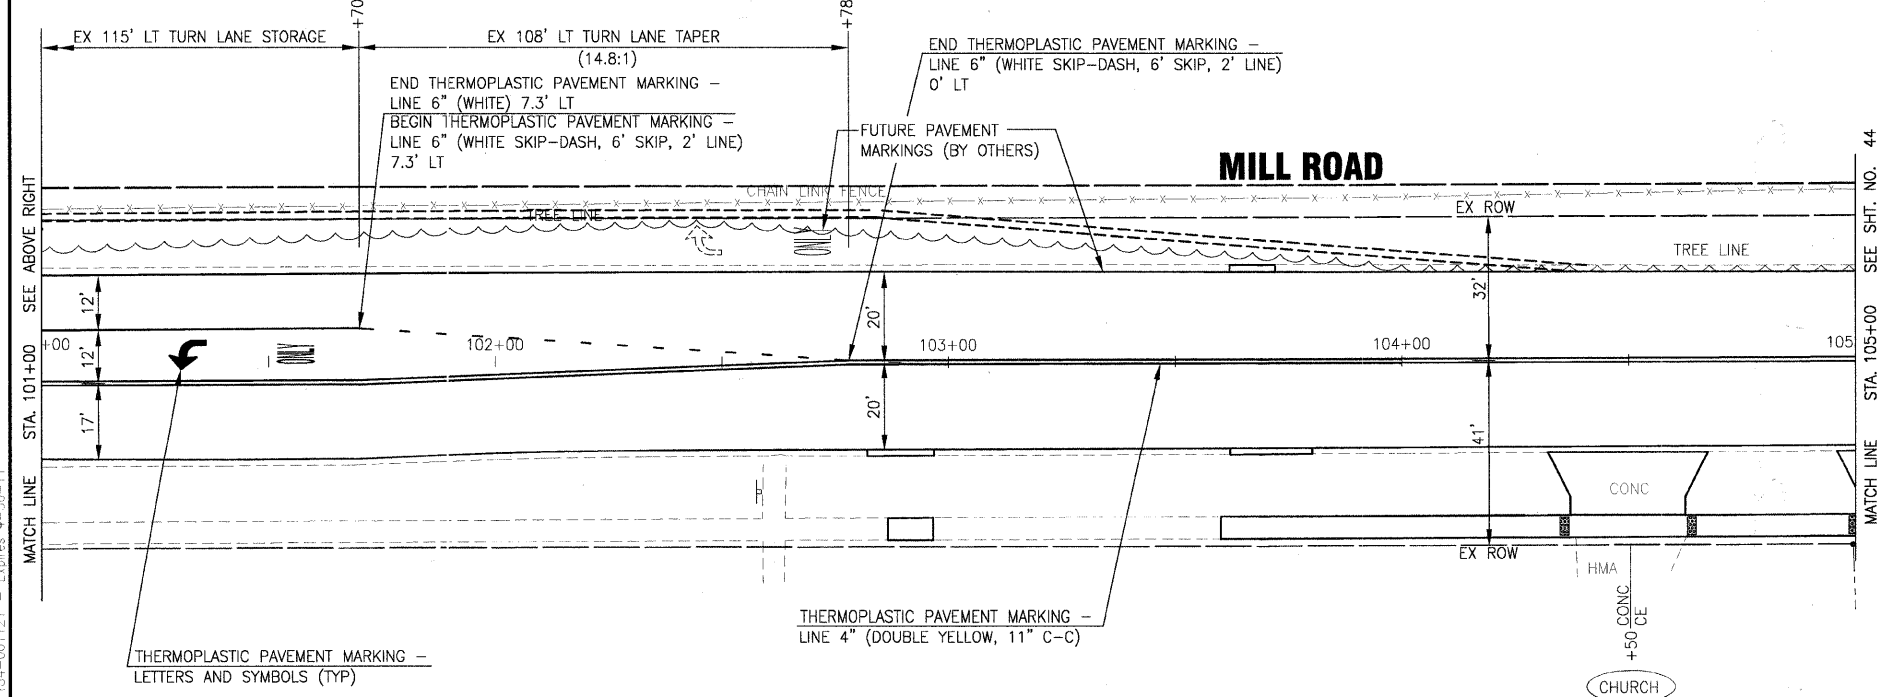 +70
+78
EX 115' LT TURN LANE STORAGE
EX 108' LT TURN LANE TAPER
(14.8:1)
END THERMOPLASTIC PAVEMENT MARKING –
LINE 6" (WHITE SKIP-DASH, 6' SKIP, 2' LINE)
0' LT
END THERMOPLASTIC PAVEMENT MARKING –
LINE 6" (WHITE) 7.3' LT
BEGIN THERMOPLASTIC PAVEMENT MARKING –
LINE 6" (WHITE SKIP-DASH, 6' SKIP, 2' LINE)
7.3' LT
FUTURE PAVEMENT
MARKINGS (BY OTHERS)
MILL ROAD
CHAIN LINK FENCE
TREE LINE
EX ROW
TREE LINE
ONLY
12'
20'
32'
+00
12'
ONLY
102+00
103+00
104+00
105
17'
20'
41'
CONC
EX ROW
HMA
+50 CONC
CE
CHURCH
THERMOPLASTIC PAVEMENT MARKING –
LINE 4" (DOUBLE YELLOW, 11" C-C)
THERMOPLASTIC PAVEMENT MARKING –
LETTERS AND SYMBOLS (TYP)
MATCH LINE STA. 101+00 SEE ABOVE RIGHT
MATCH LINE STA. 105+00 SEE SHT. NO. 44